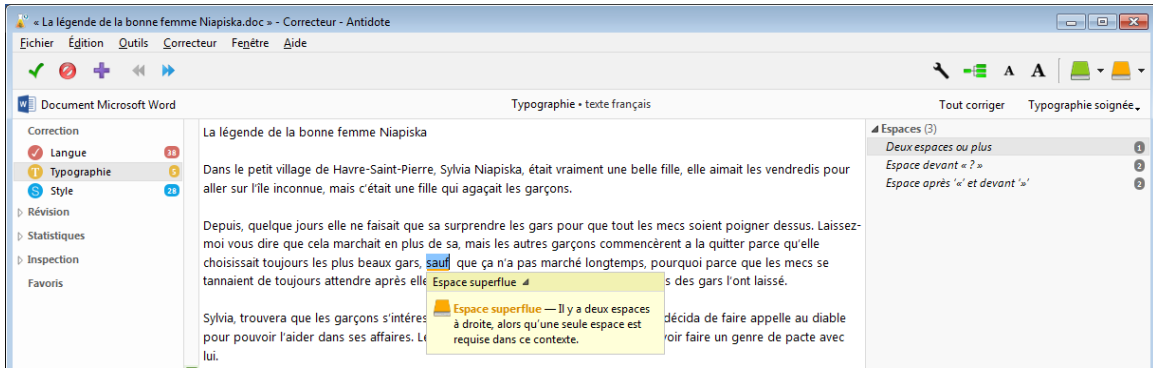 « La légende de la bonne femme Niapiska.doc » - Correcteur - Antidote
Fichier Édition Outils Correcteur Fenêtre Aide
A A
W Document Microsoft Word
Typographie • texte français
Tout corriger Typographie soignée
Correction
Langue 38
T Typographie 5
S Style 28
Révision
Statistiques
Inspection
Favoris
La légende de la bonne femme Niapiska
Dans le petit village de Havre-Saint-Pierre, Sylvia Niapiska, était vraiment une belle fille, elle aimait les vendredis pour
aller sur l'île inconnue, mais c'était une fille qui agaçait les garçons.
Depuis, quelque jours elle ne faisait que sa surprendre les gars pour que tout les mecs soient poigner dessus. Laissez-
moi vous dire que cela marchait en plus de sa, mais les autres garçons commencèrent a la quitter parce qu'elle
choisissait toujours les plus beaux gars, sauf  que ça n'a pas marché longtemps, pourquoi parce que les mecs se
tannaient de toujours attendre après elle
s des gars l'ont laissé.
Espace superflue
Espace superflue — Il y a deux espaces
à droite, alors qu'une seule espace est
requise dans ce contexte.
Sylvia, trouvera que les garçons s'intéres
décida de faire appelle au diable
pour pouvoir l'aider dans ses affaires. Le
voir faire un genre de pacte avec
lui.
Espaces (3)
Deux espaces ou plus 1
Espace devant « ? » 2
Espace après '«' et devant '»' 2